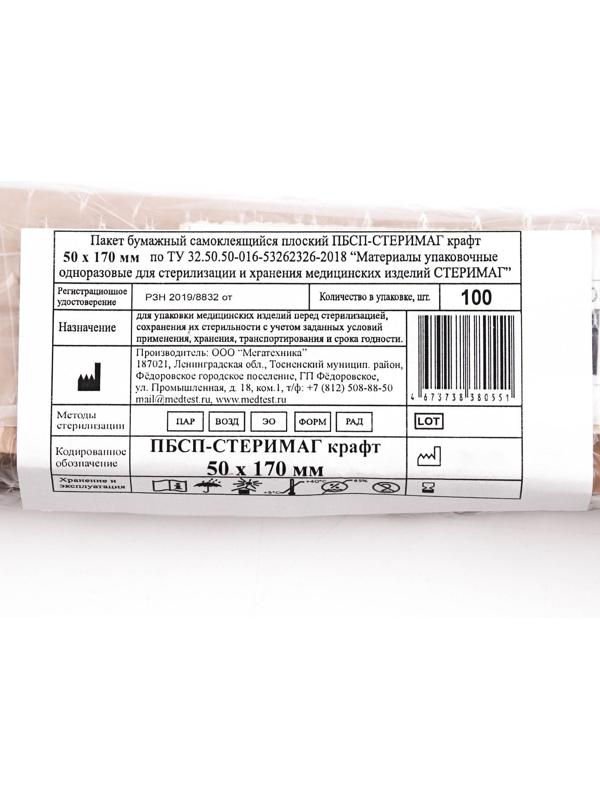 Пакет бумажный самоклеящийся плоский ПБСП-СТЕРИМАГ крафт
50 х 170 мм по ТУ 32.50.50-016-53262326-2018 “Материалы упаковочные
одноразовые для стерилизации и хранения медицинских изделий СТЕРИМАГ”
Регистрационное удостоверение
РЗН 2019/8832 от
Количество в упаковке, шт.
100
Назначение
для упаковки медицинских изделий перед стерилизацией,
сохранения их стерильности с учетом заданных условий
применения, хранения, транспортирования и срока годности.
Производитель: ООО “Мегатехника”
187021, Ленинградская обл., Тосненский муницип. район,
Фёдоровское городское поселение, ГП Фёдоровское,
ул. Промышленная, д. 18, ком.1, т/ф: +7 (812) 508-88-50
mail@medtest.ru, www.medtest.ru
4 673738 380551
Методы
стерилизации
ПАР ВОЗД ЭО ФОРМ РАД
LOT
Кодированное
обозначение
ПБСП-СТЕРИМАГ крафт
50 х 170 мм
Хранение и
эксплуатация
+5°C
+40°C